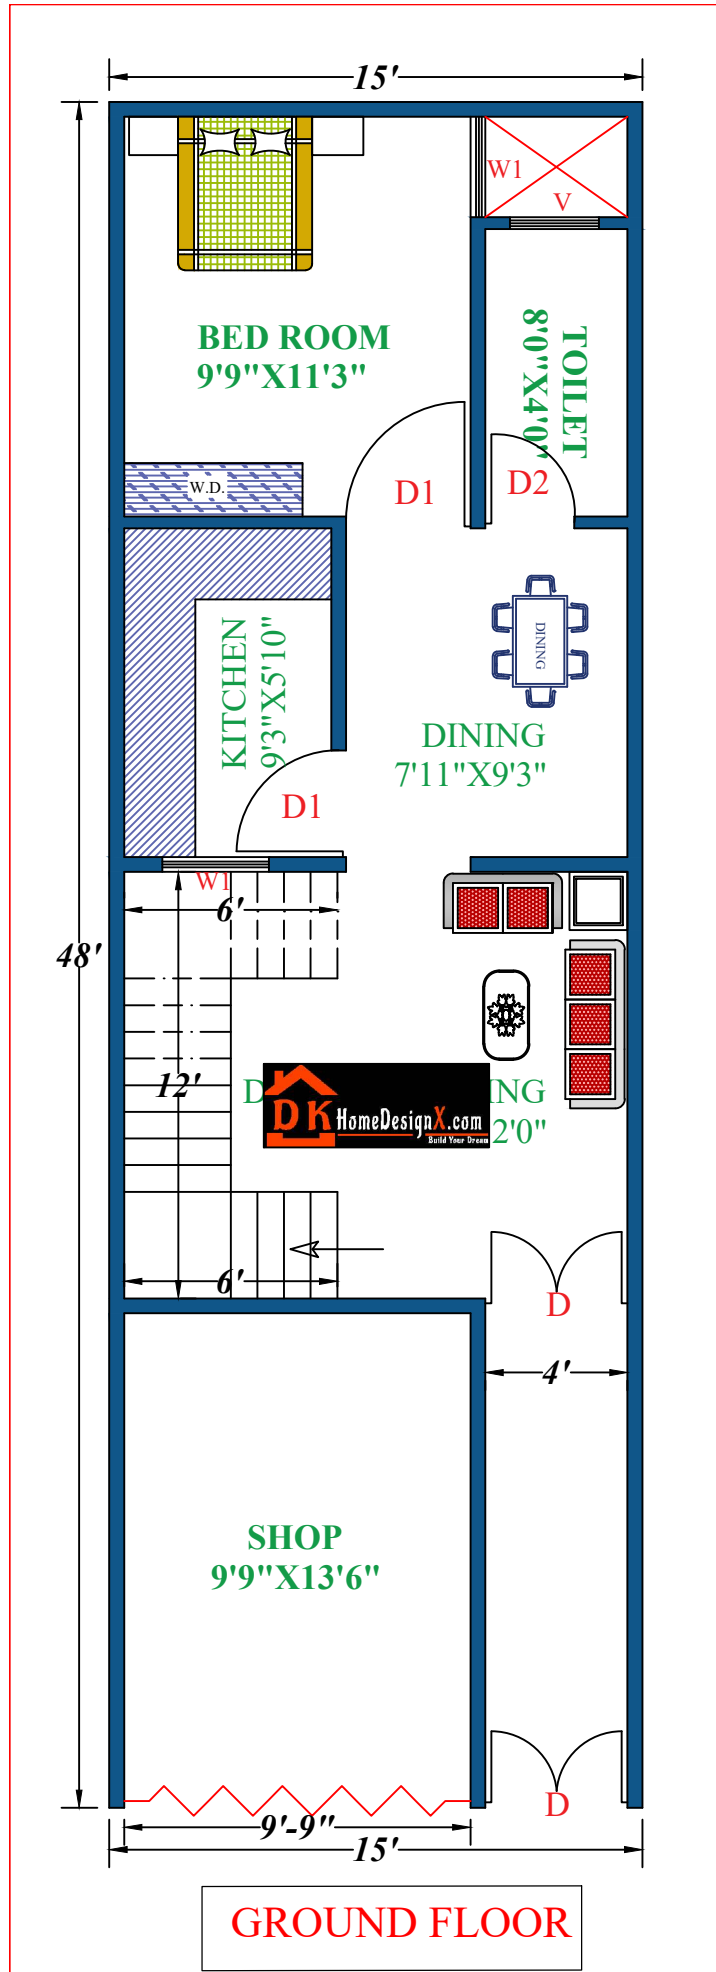 15'
W1
V
BED ROOM
9'9"X11'3"
TOILET
8'0"X4'0"
W.D.
D1
D2
KITCHEN
9'3"X5'10"
DINING
DINING
7'11"X9'3"
D1
W1
6'
48'
12'
DK HomeDesignX.com
Build Your Dream
6'
D
4'
SHOP
9'9"X13'6"
D
9'-9"
15'
GROUND FLOOR